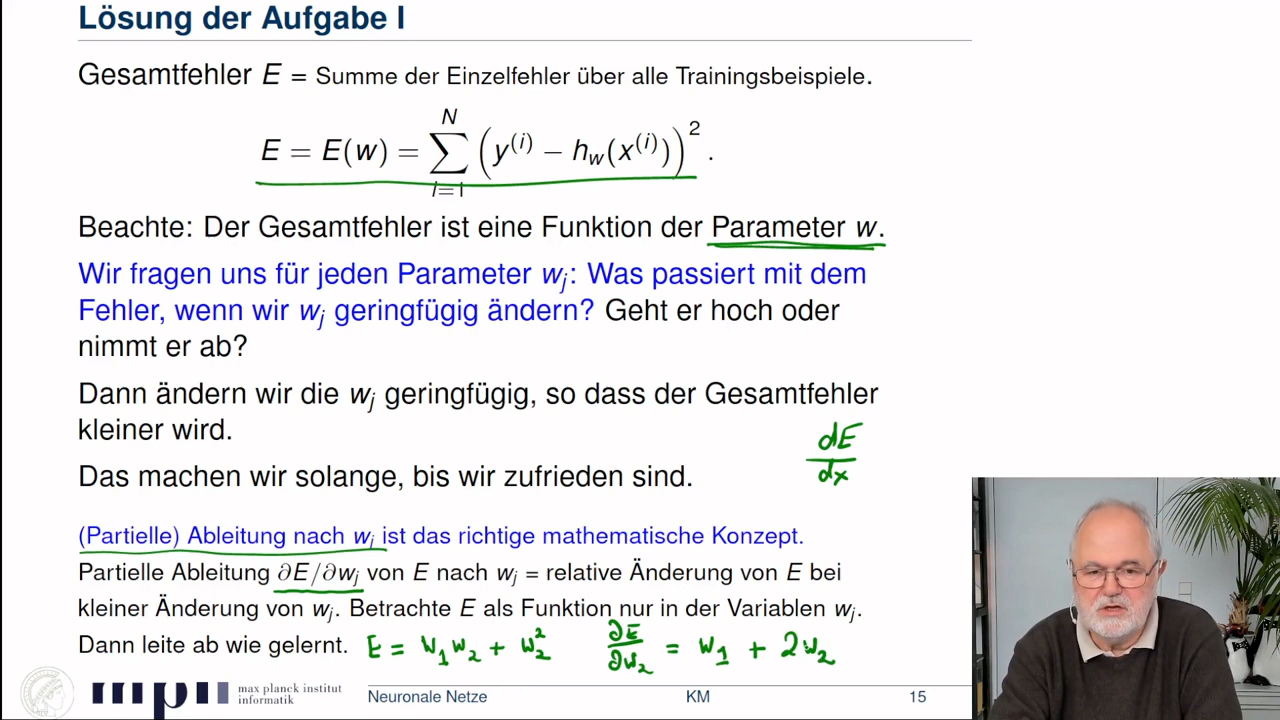 Lösung der Aufgabe I
Gesamtfehler E = Summe der Einzelfehler über alle Trainingsbeispiele.
E = E(w) = ∑_{i=1}^{N} (y^{(i)} − h_w(x^{(i)}))^2 .
Beachte: Der Gesamtfehler ist eine Funktion der Parameter w.
Wir fragen uns für jeden Parameter w_j: Was passiert mit dem
Fehler, wenn wir w_j geringfügig ändern? Geht er hoch oder
nimmt er ab?
Dann ändern wir die w_j geringfügig, so dass der Gesamtfehler
kleiner wird.
dE/dx
Das machen wir solange, bis wir zufrieden sind.
(Partielle) Ableitung nach w_j ist das richtige mathematische Konzept.
Partielle Ableitung ∂E/∂w_j von E nach w_j = relative Änderung von E bei
kleiner Änderung von w_j. Betrachte E als Funktion nur in der Variablen w_j.
Dann leite ab wie gelernt. E = w_1 w_2 + w_2^2 ∂E/∂w_2 = w_1 + 2w_2
max planck institut
informatik
Neuronale Netze KM 15